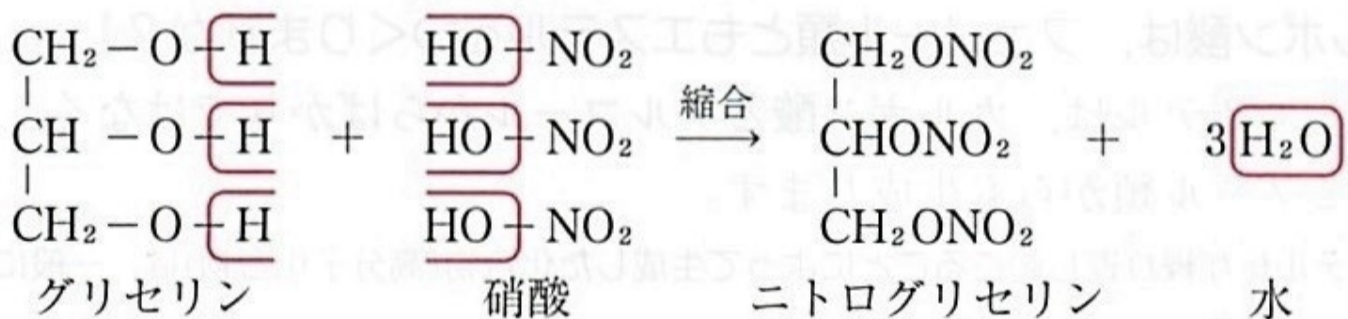 CH₂－O－H HO－NO₂ CH₂ONO₂
CH －O－H + HO－NO₂ 縮合→ CHONO₂ + 3H₂O
CH₂－O－H HO－NO₂ CH₂ONO₂
グリセリン 硝酸 ニトログリセリン 水